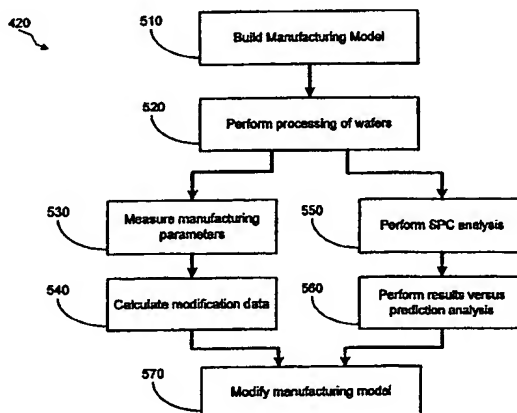 420
510
Build Manufacturing Model
520
Perform processing of wafers
530
Measure manufacturing
parameters
550
Perform SPC analysis
540
Calculate modification data
560
Perform results versus
prediction analysis
570
Modify manufacturing model